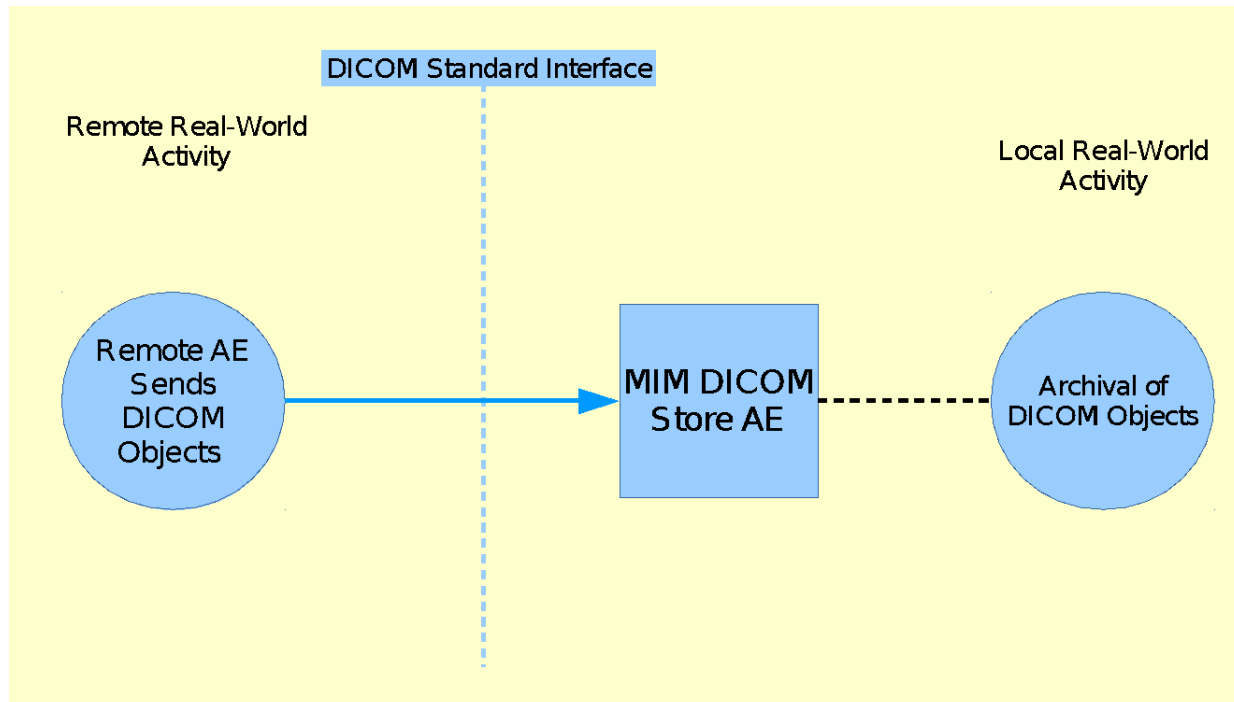 DICOM Standard Interface
Remote Real-World
Activity
Local Real-World
Activity
Remote AE
Sends
DICOM
Objects
MIM DICOM
Store AE
Archival of
DICOM Objects